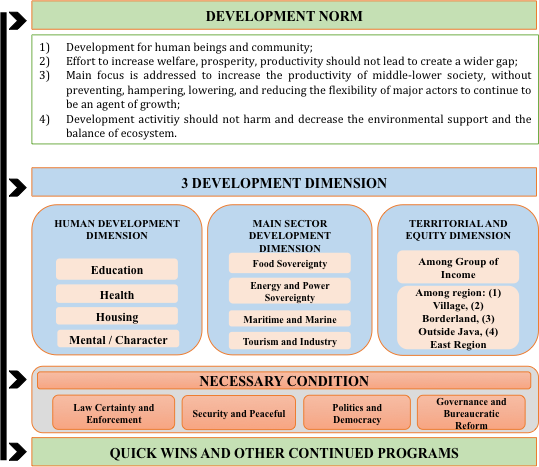 DEVELOPMENT NORM
1) Development for human beings and community;
2) Effort to increase welfare, prosperity, productivity should not lead to create a wider gap;
3) Main focus is addressed to increase the productivity of middle-lower society, without
preventing, hampering, lowering, and reducing the flexibility of major actors to continue to
be an agent of growth;
4) Development activitiy should not harm and decrease the environmental support and the
balance of ecosystem.
3 DEVELOPMENT DIMENSION
HUMAN DEVELOPMENT
DIMENSION
Education
Health
Housing
Mental / Character
MAIN SECTOR
DEVELOPMENT
DIMENSION
Food Sovereignty
Energy and Power
Sovereignty
Maritime and Marine
Tourism and Industry
TERRITORIAL AND
EQUITY DIMENSION
Among Group of
Income
Among region: (1)
Village, (2)
Borderland, (3)
Outside Java, (4)
East Region
NECESSARY CONDITION
Law Certainty and
Enforcement
Security and Peaceful
Politics and
Democracy
Governance and
Bureaucratic
Reform
QUICK WINS AND OTHER CONTINUED PROGRAMS